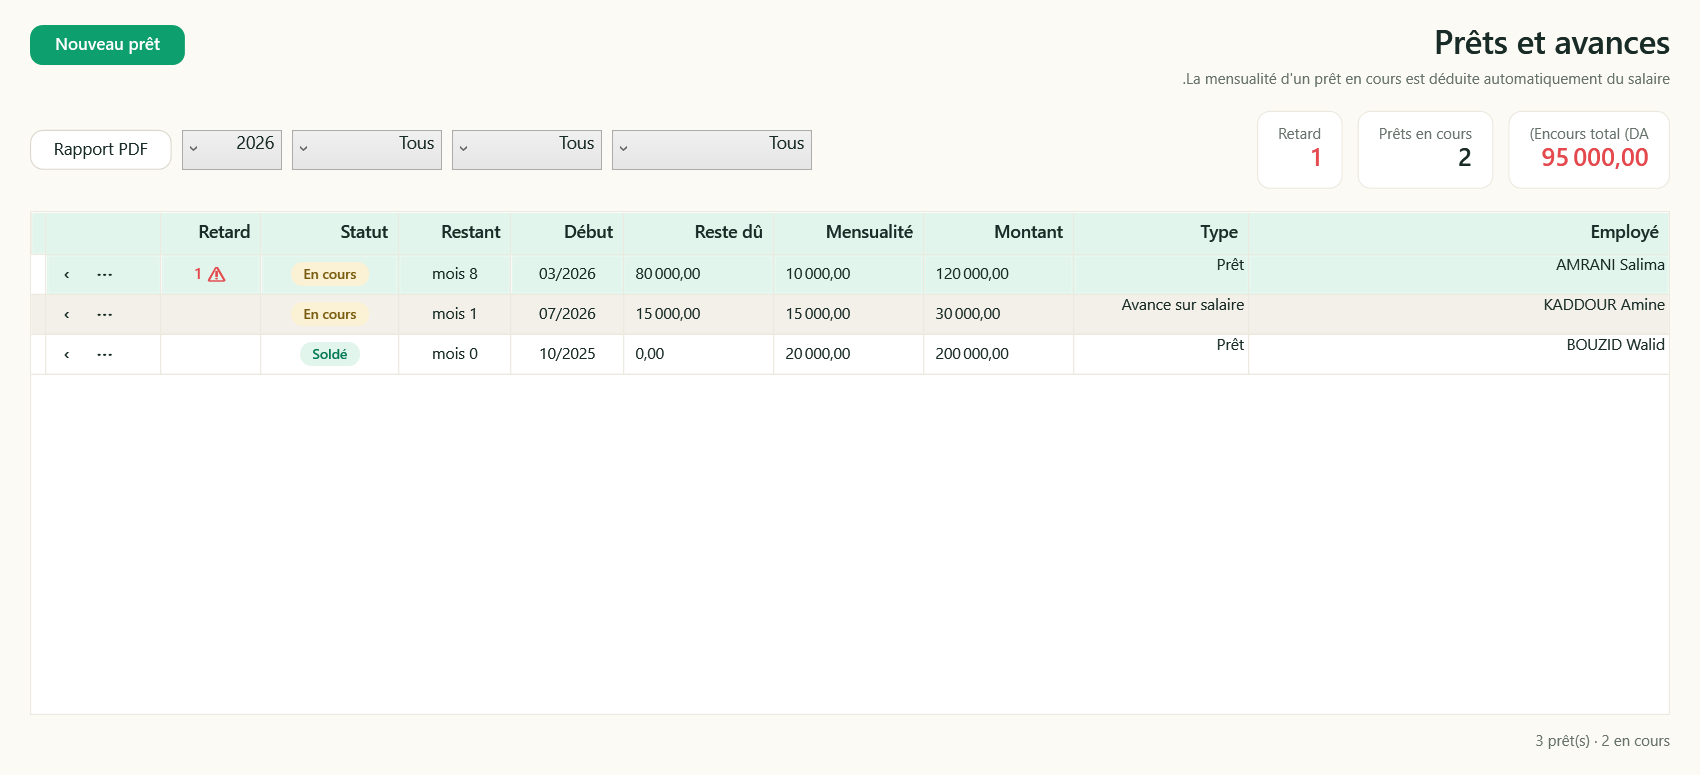 Prêts et avances
.La mensualité d'un prêt en cours est déduite automatiquement du salaire
Nouveau prêt
(Encours total (DA
95 000,00
Prêts en cours
2
Retard
1
Tous
Tous
Tous
2026
Rapport PDF
Employé Type Montant Mensualité Reste dû Début Restant Statut Retard
AMRANI Salima Prêt 120 000,00 10 000,00 80 000,00 03/2026 mois 8 En cours 1 ⚠ ··· ‹
KADDOUR Amine Avance sur salaire 30 000,00 15 000,00 15 000,00 07/2026 mois 1 En cours ··· ‹
BOUZID Walid Prêt 200 000,00 20 000,00 0,00 10/2025 mois 0 Soldé ··· ‹
3 prêt(s) · 2 en cours